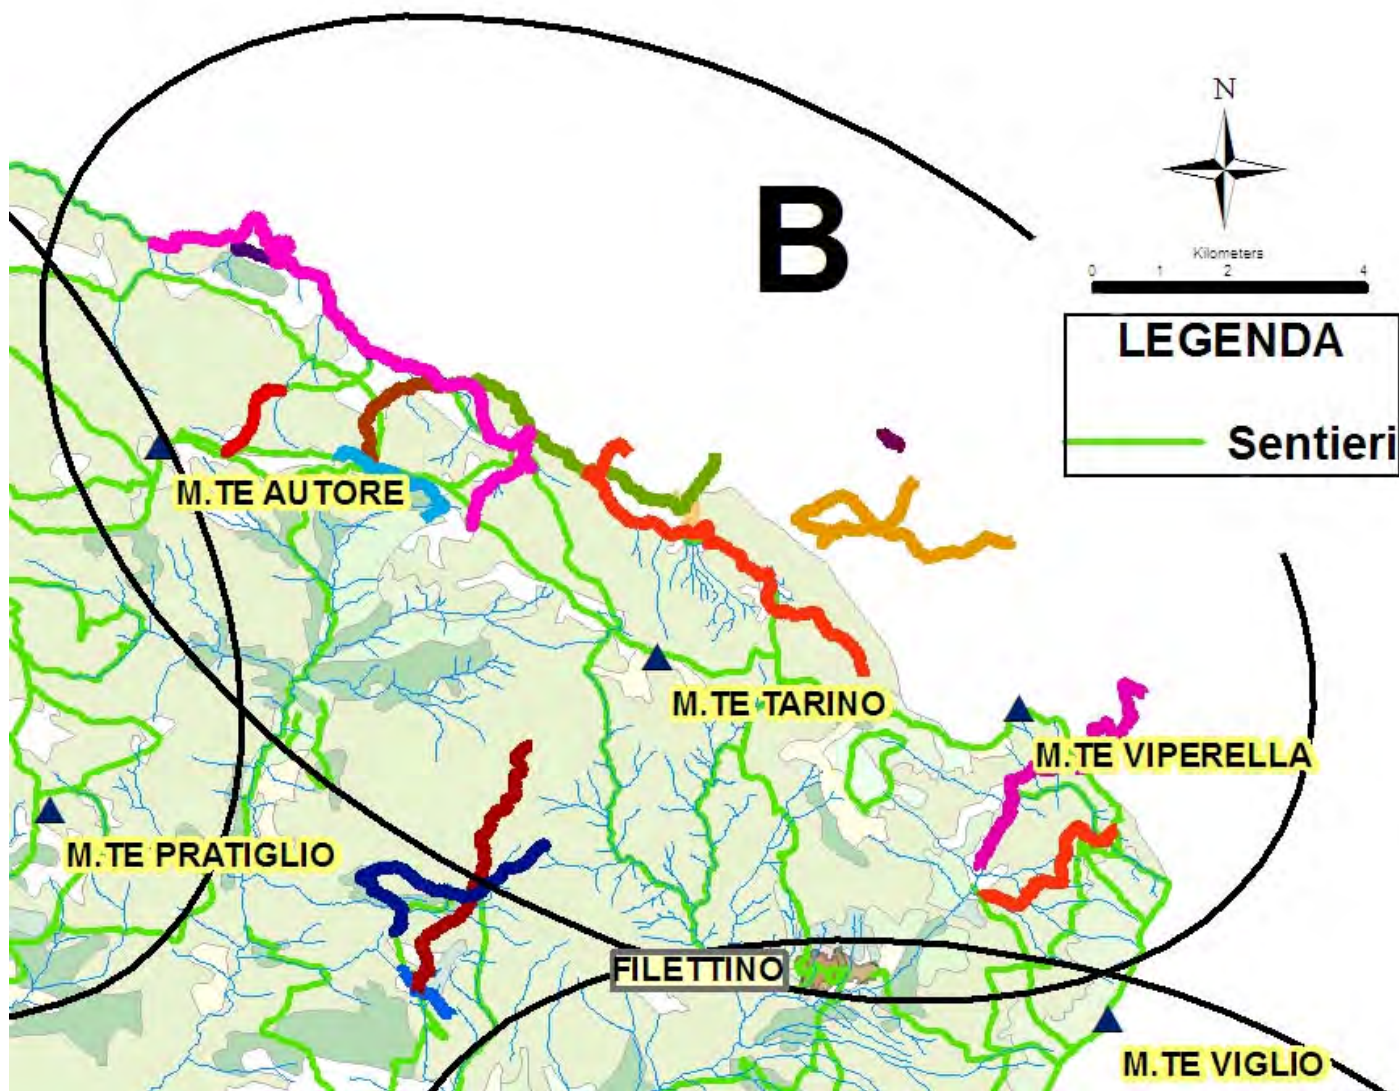 N
B
Kilometers
0 1 2 4
LEGENDA
Sentieri
M.TE AUTORE
M.TE TARINO
M.TE VIPERELLA
M.TE PRATIGLIO
FILETTINO
M.TE VIGLIO